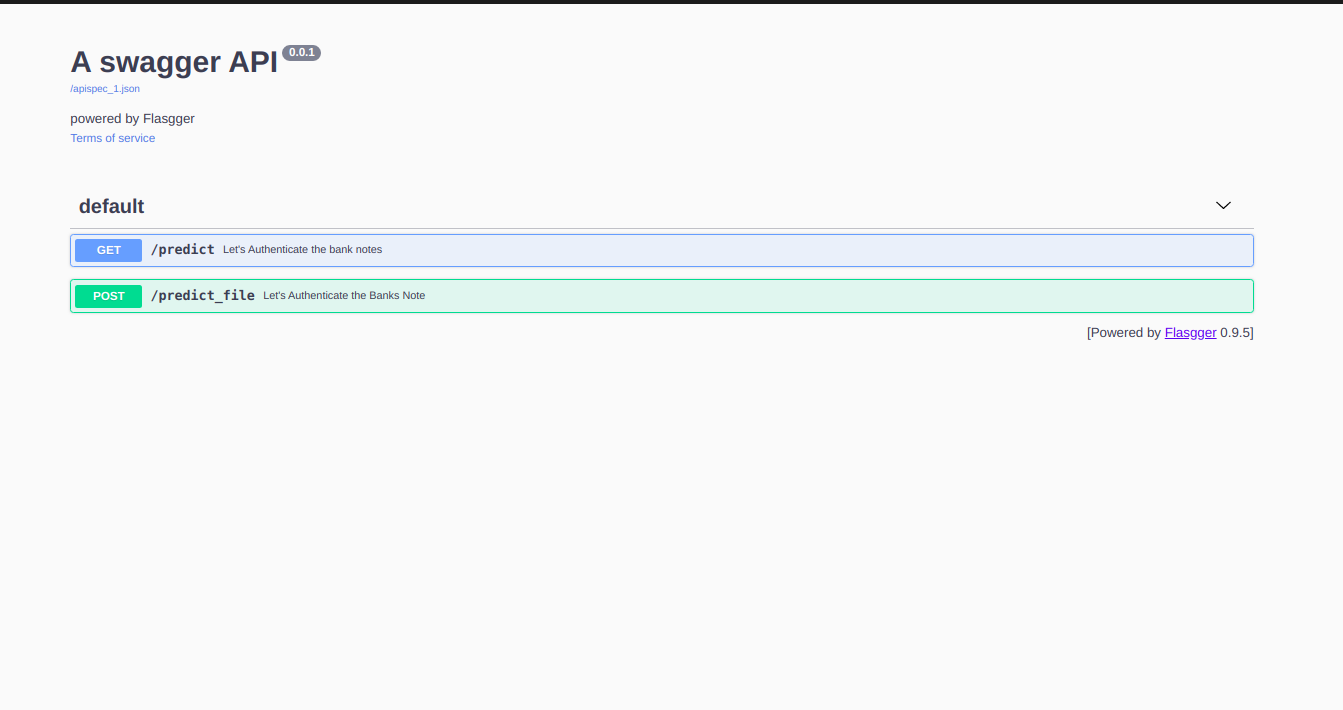 A swagger API 0.0.1
/apispec_1.json
powered by Flasgger
Terms of service
default
GET /predict Let's Authenticate the bank notes
POST /predict_file Let's Authenticate the Banks Note
[Powered by Flasgger 0.9.5]